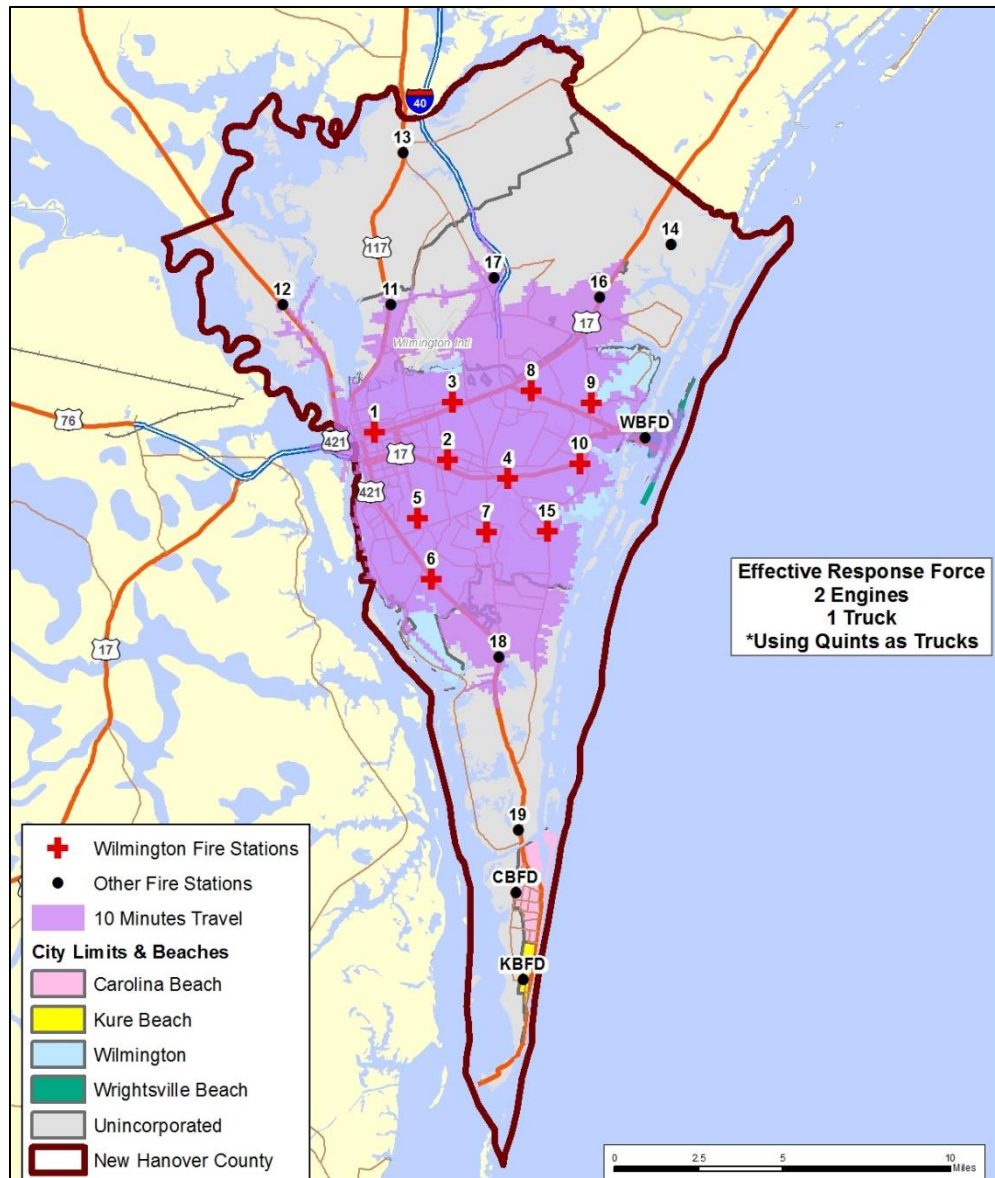 40
13
14
117
17
16
12
11
17
Wilmington Intl
8
3
9
1
WBFD
76
421
17
2
10
4
421
5
7
15
Effective Response Force
2 Engines
1 Truck
*Using Quints as Trucks
6
17
18
19
CBFD
KBFD
Wilmington Fire Stations
Other Fire Stations
10 Minutes Travel
City Limits & Beaches
Carolina Beach
Kure Beach
Wilmington
Wrightsville Beach
Unincorporated
New Hanover County
0 2.5 5 10
Miles